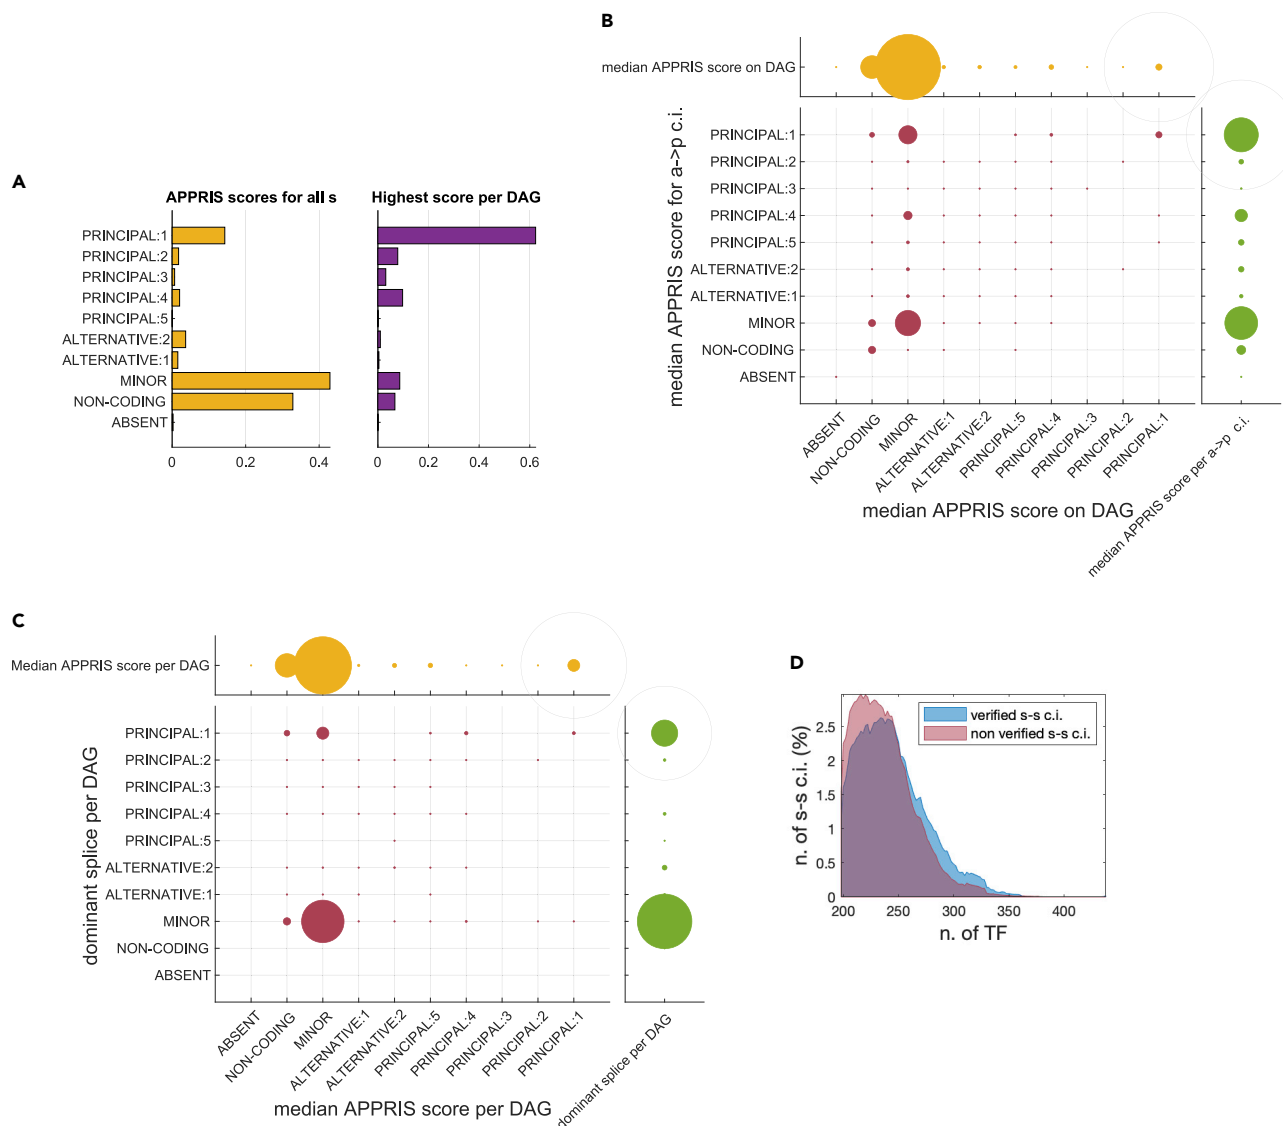 A
APPRIS scores for all s
Highest score per DAG
PRINCIPAL:1
PRINCIPAL:2
PRINCIPAL:3
PRINCIPAL:4
PRINCIPAL:5
ALTERNATIVE:2
ALTERNATIVE:1
MINOR
NON-CODING
ABSENT
0 0.2 0.4
0 0.2 0.4 0.6
B
median APPRIS score on DAG
median APPRIS score for a->p c.i.
PRINCIPAL:1
PRINCIPAL:2
PRINCIPAL:3
PRINCIPAL:4
PRINCIPAL:5
ALTERNATIVE:2
ALTERNATIVE:1
MINOR
NON-CODING
ABSENT
ABSENT
NON-CODING
MINOR
ALTERNATIVE:1
ALTERNATIVE:2
PRINCIPAL:5
PRINCIPAL:4
PRINCIPAL:3
PRINCIPAL:2
PRINCIPAL:1
median APPRIS score per a->p c.i.
median APPRIS score on DAG
C
Median APPRIS score per DAG
dominant splice per DAG
PRINCIPAL:1
PRINCIPAL:2
PRINCIPAL:3
PRINCIPAL:4
PRINCIPAL:5
ALTERNATIVE:2
ALTERNATIVE:1
MINOR
NON-CODING
ABSENT
ABSENT
NON-CODING
MINOR
ALTERNATIVE:1
ALTERNATIVE:2
PRINCIPAL:5
PRINCIPAL:4
PRINCIPAL:3
PRINCIPAL:2
PRINCIPAL:1
dominant splice per DAG
median APPRIS score per DAG
D
n. of s-s c.i. (%)
2.5
2
1.5
1
0.5
0
verified s-s c.i.
non verified s-s c.i.
200 250 300 350 400
n. of TF